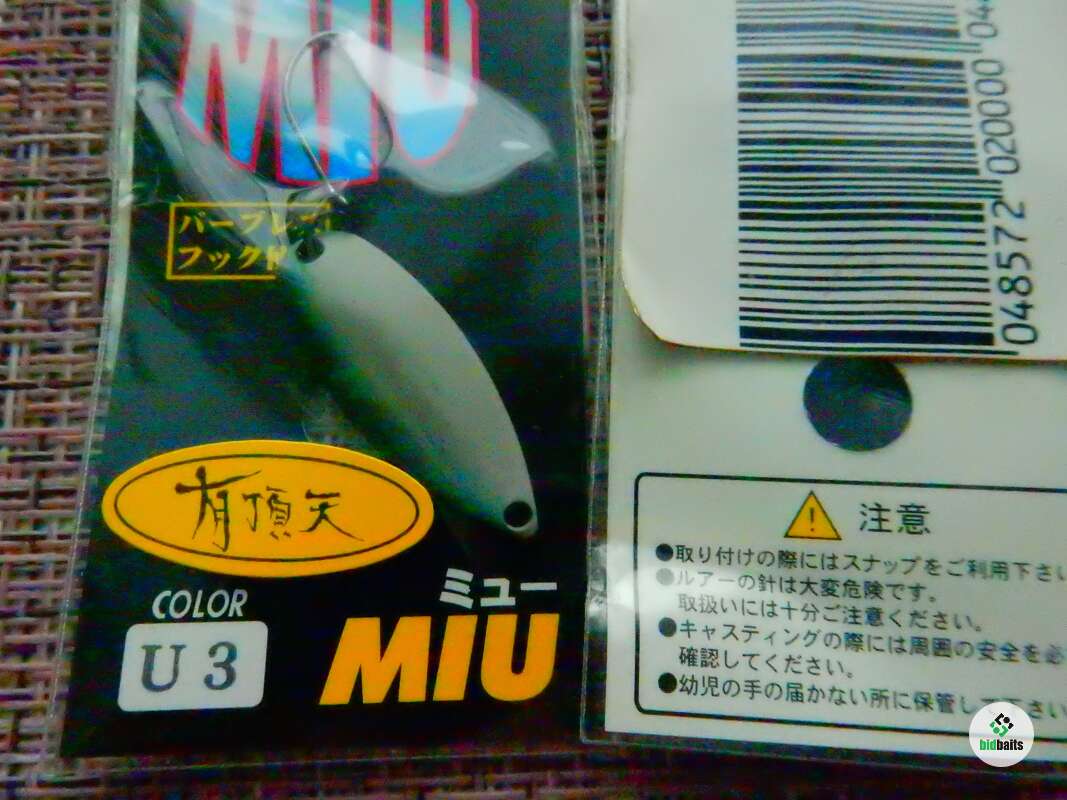 MIU
バーブレス
フック
有頂天
COLOR
U 3
ミュー
MIU
048572 020000 04
注意
●取り付けの際にはスナップをご利用下さい
●ルアーの針は大変危険です。
取扱いには十分ご注意ください。
●キャスティングの際には周囲の安全を必
確認してください。
●幼児の手の届かない所に保管して下さい
bidbaits